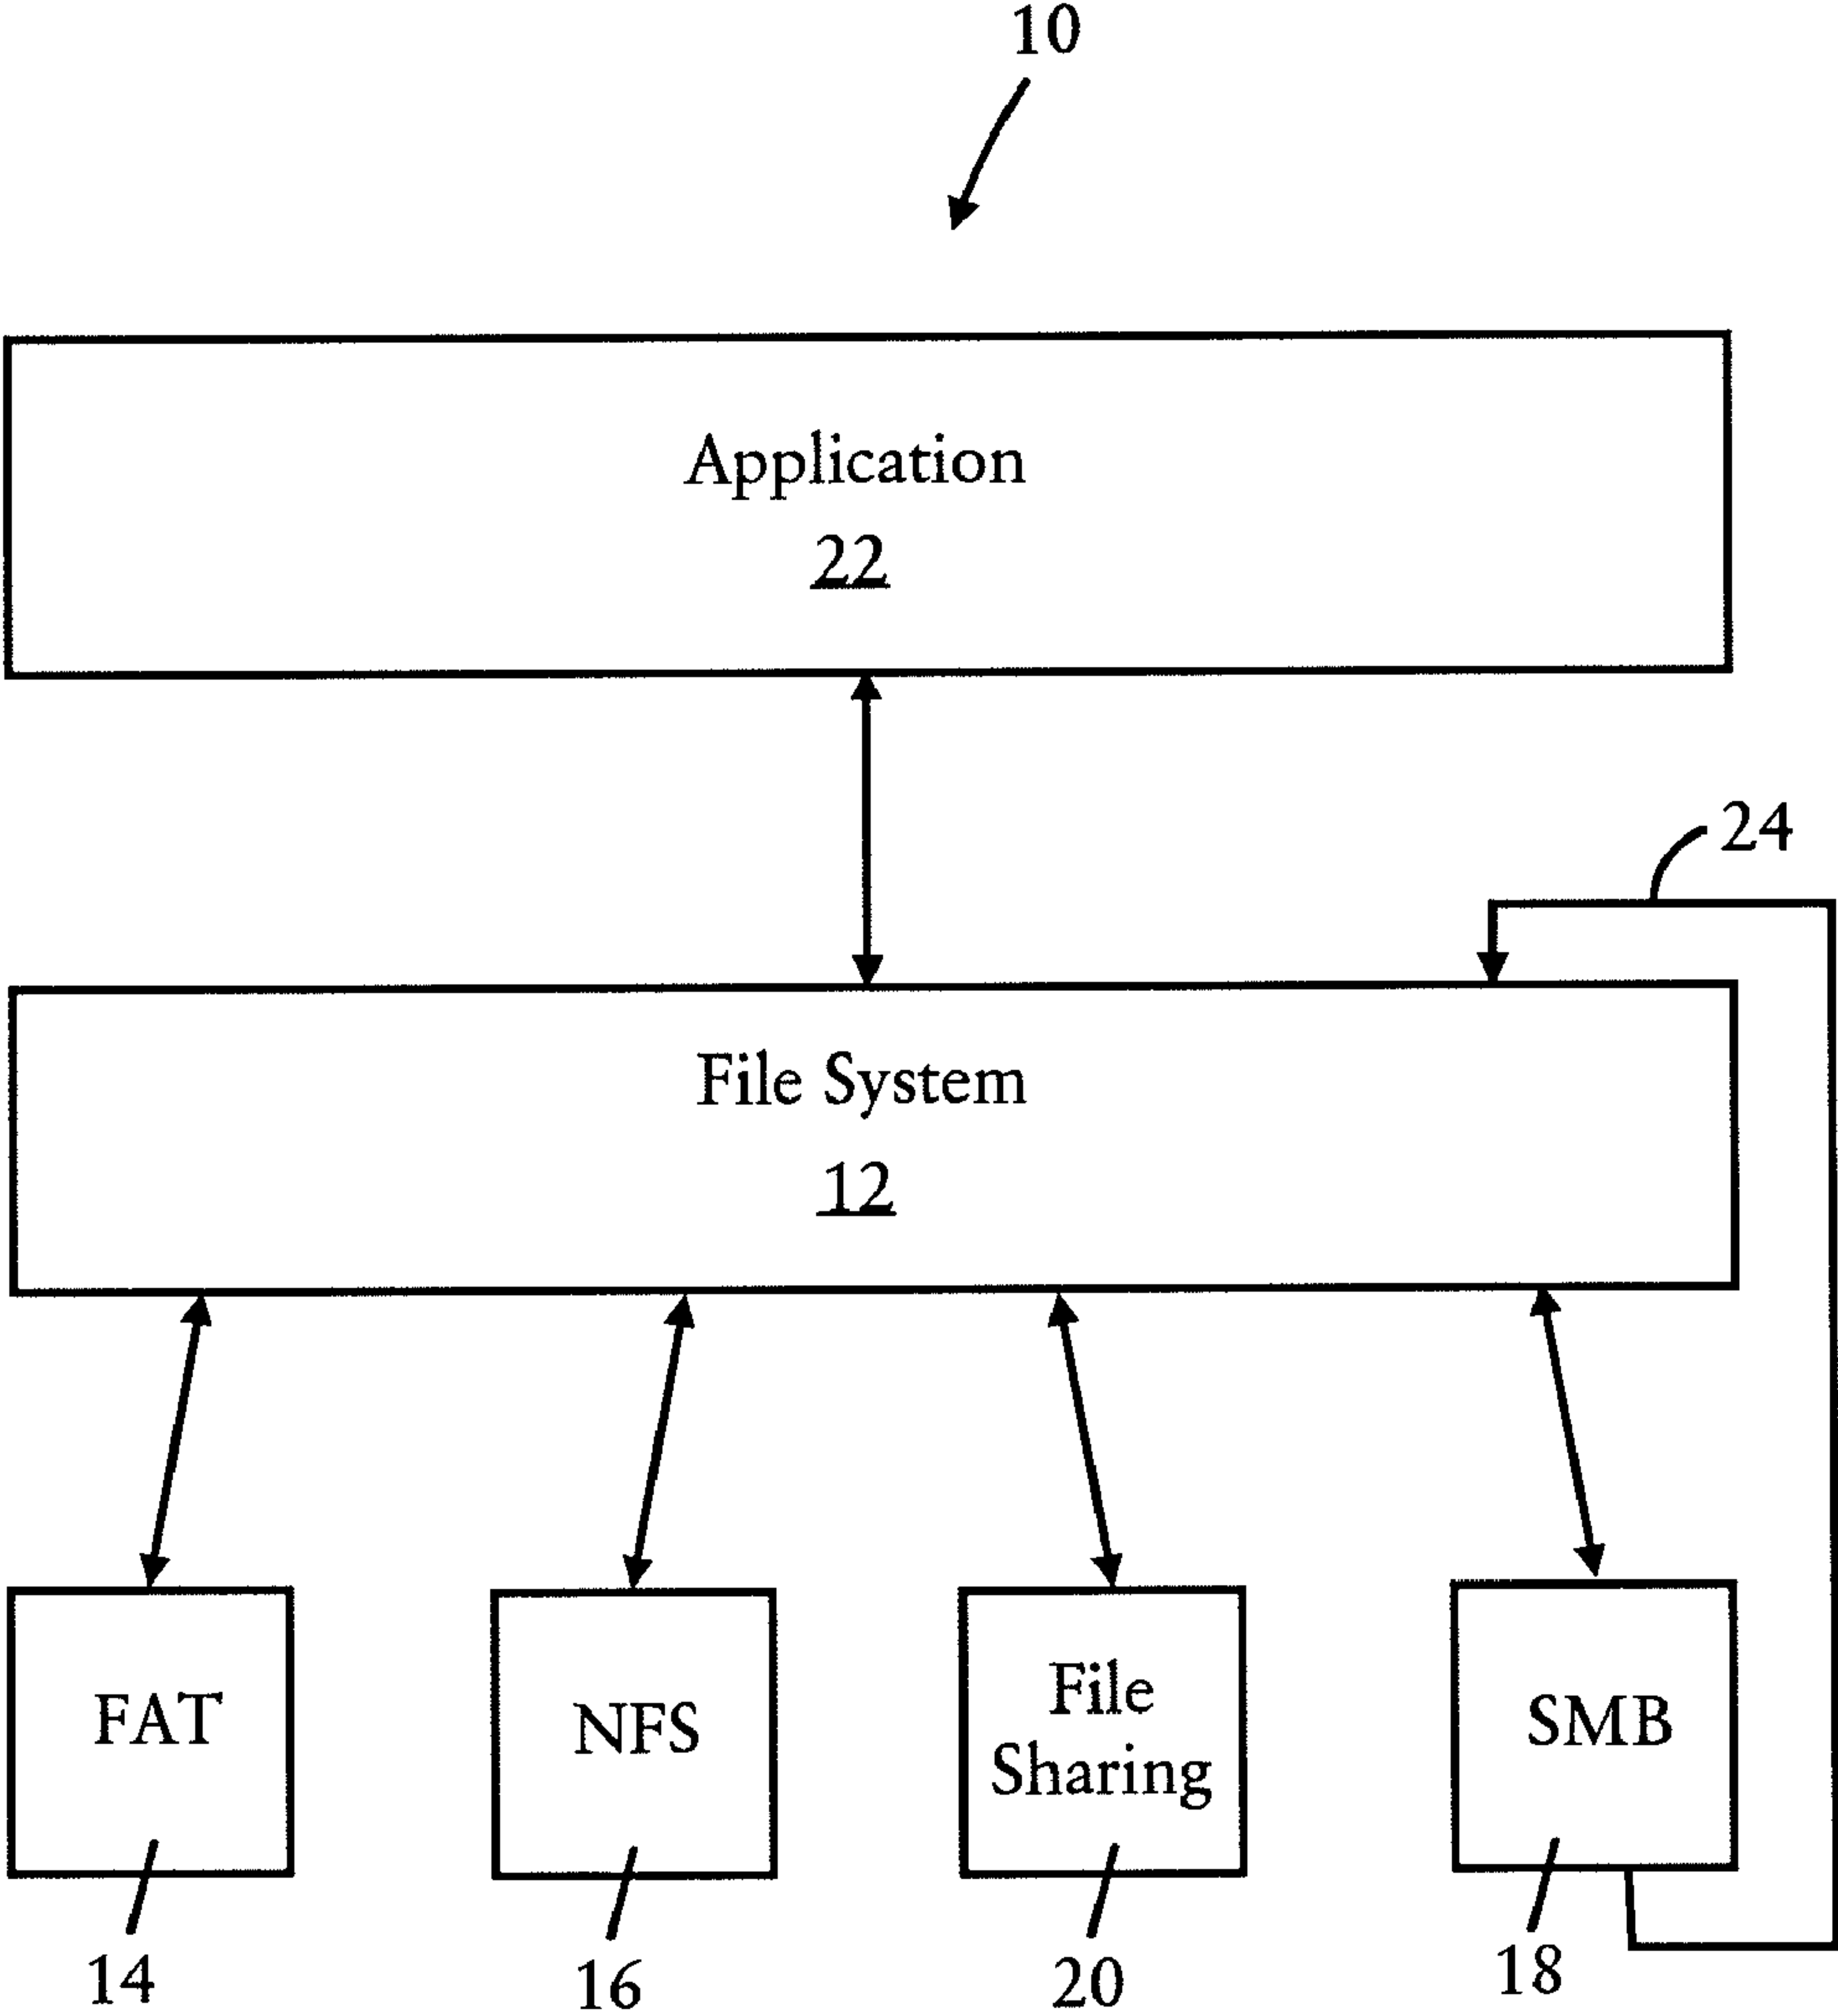 10
Application
22
24
File System
12
FAT
NFS
File
Sharing
SMB
14
16
20
18